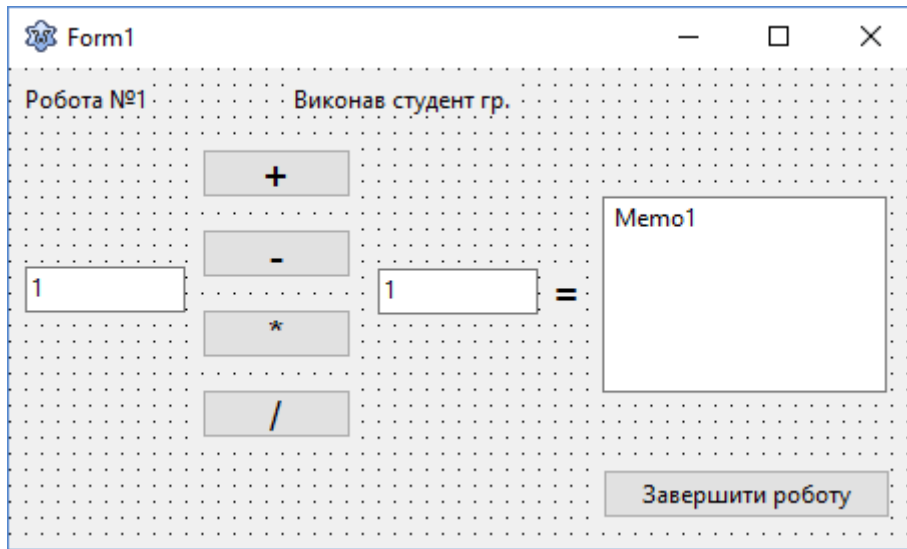 Form1
Робота №1
Виконав студент гр.
+
-
*
/
1
1
=
Memo1
Завершити роботу